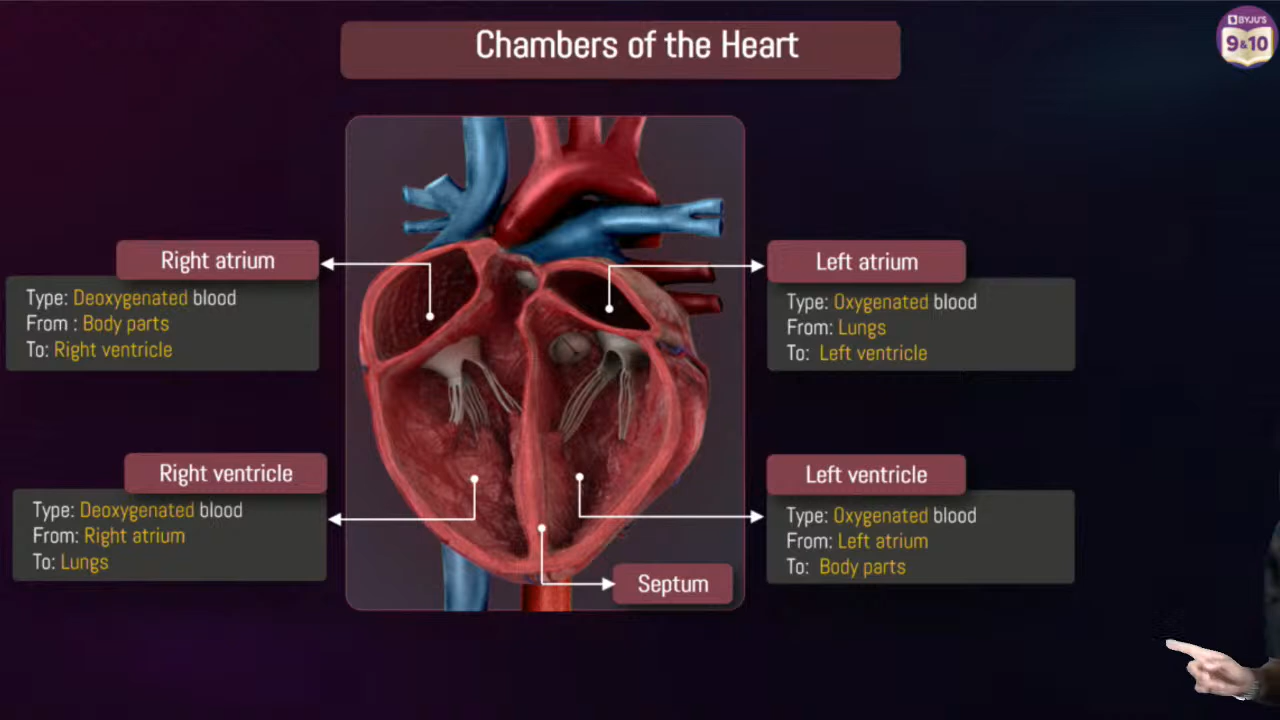 Chambers of the Heart
BYJU'S
9&10
Right atrium
Type: Deoxygenated blood
From : Body parts
To: Right ventricle
Left atrium
Type: Oxygenated blood
From: Lungs
To: Left ventricle
Right ventricle
Type: Deoxygenated blood
From: Right atrium
To: Lungs
Left ventricle
Type: Oxygenated blood
From: Left atrium
To: Body parts
Septum